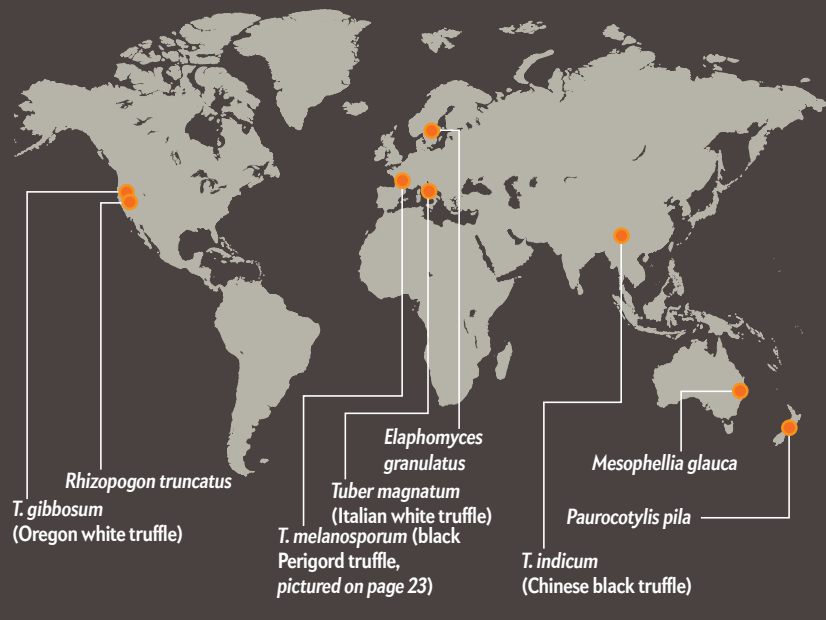 Rhizopogon truncatus
T. gibbosum
(Oregon white truffle)
Elaphomyces
granulatus
Tuber magnatum
(Italian white truffle)
T. melanosporum (black
Perigord truffle,
pictured on page 23)
Mesophellia glauca
Paurocotylis pila
T. indicum
(Chinese black truffle)